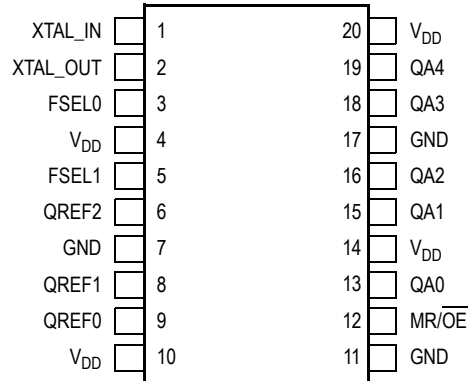 XTAL_IN 1 20 VDD
XTAL_OUT 2 19 QA4
FSEL0 3 18 QA3
VDD 4 17 GND
FSEL1 5 16 QA2
QREF2 6 15 QA1
GND 7 14 VDD
QREF1 8 13 QA0
QREF0 9 12 MR/O̅E̅
VDD 10 11 GND